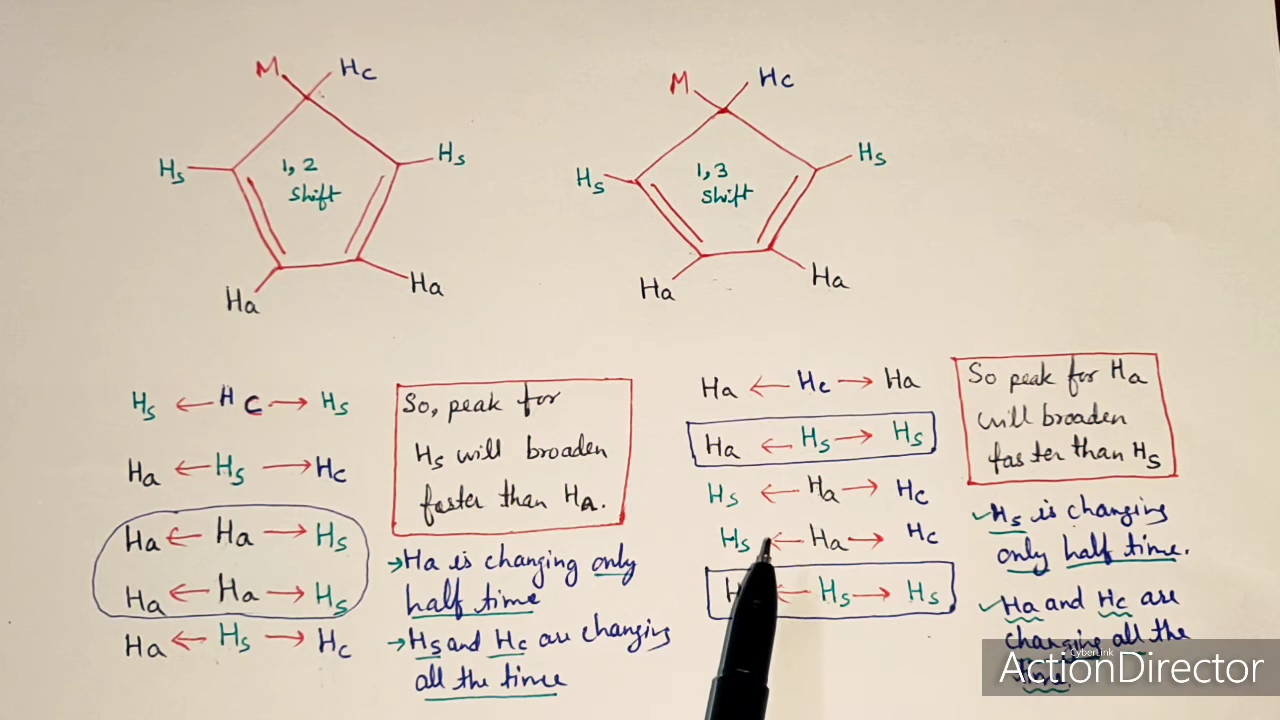 M Hc
Hs Hs
1,2
shift
Ha Ha
M Hc
Hs Hs
1,3
shift
Ha Ha
Hs ← Hc → Hs
Ha ← Hs → Hc
Ha ← Ha → Hs
Ha ← Ha → Hs
Ha ← Hs → Hc
So, peak for
Hs will broaden
faster than Ha.
→ Ha is changing only
half time
→ Hs and Hc are changing
all the time
Ha ← Hc → Ha
Ha ← Hs → Hs
Hs ← Ha → Hc
Hs ← Ha → Hc
H ← Hs → Hs
So peak for Ha
will broaden
faster than Hs
✓ Hs is changing
only half time.
✓ Ha and Hc are
changing all the
time.
CyberLink
ActionDirector